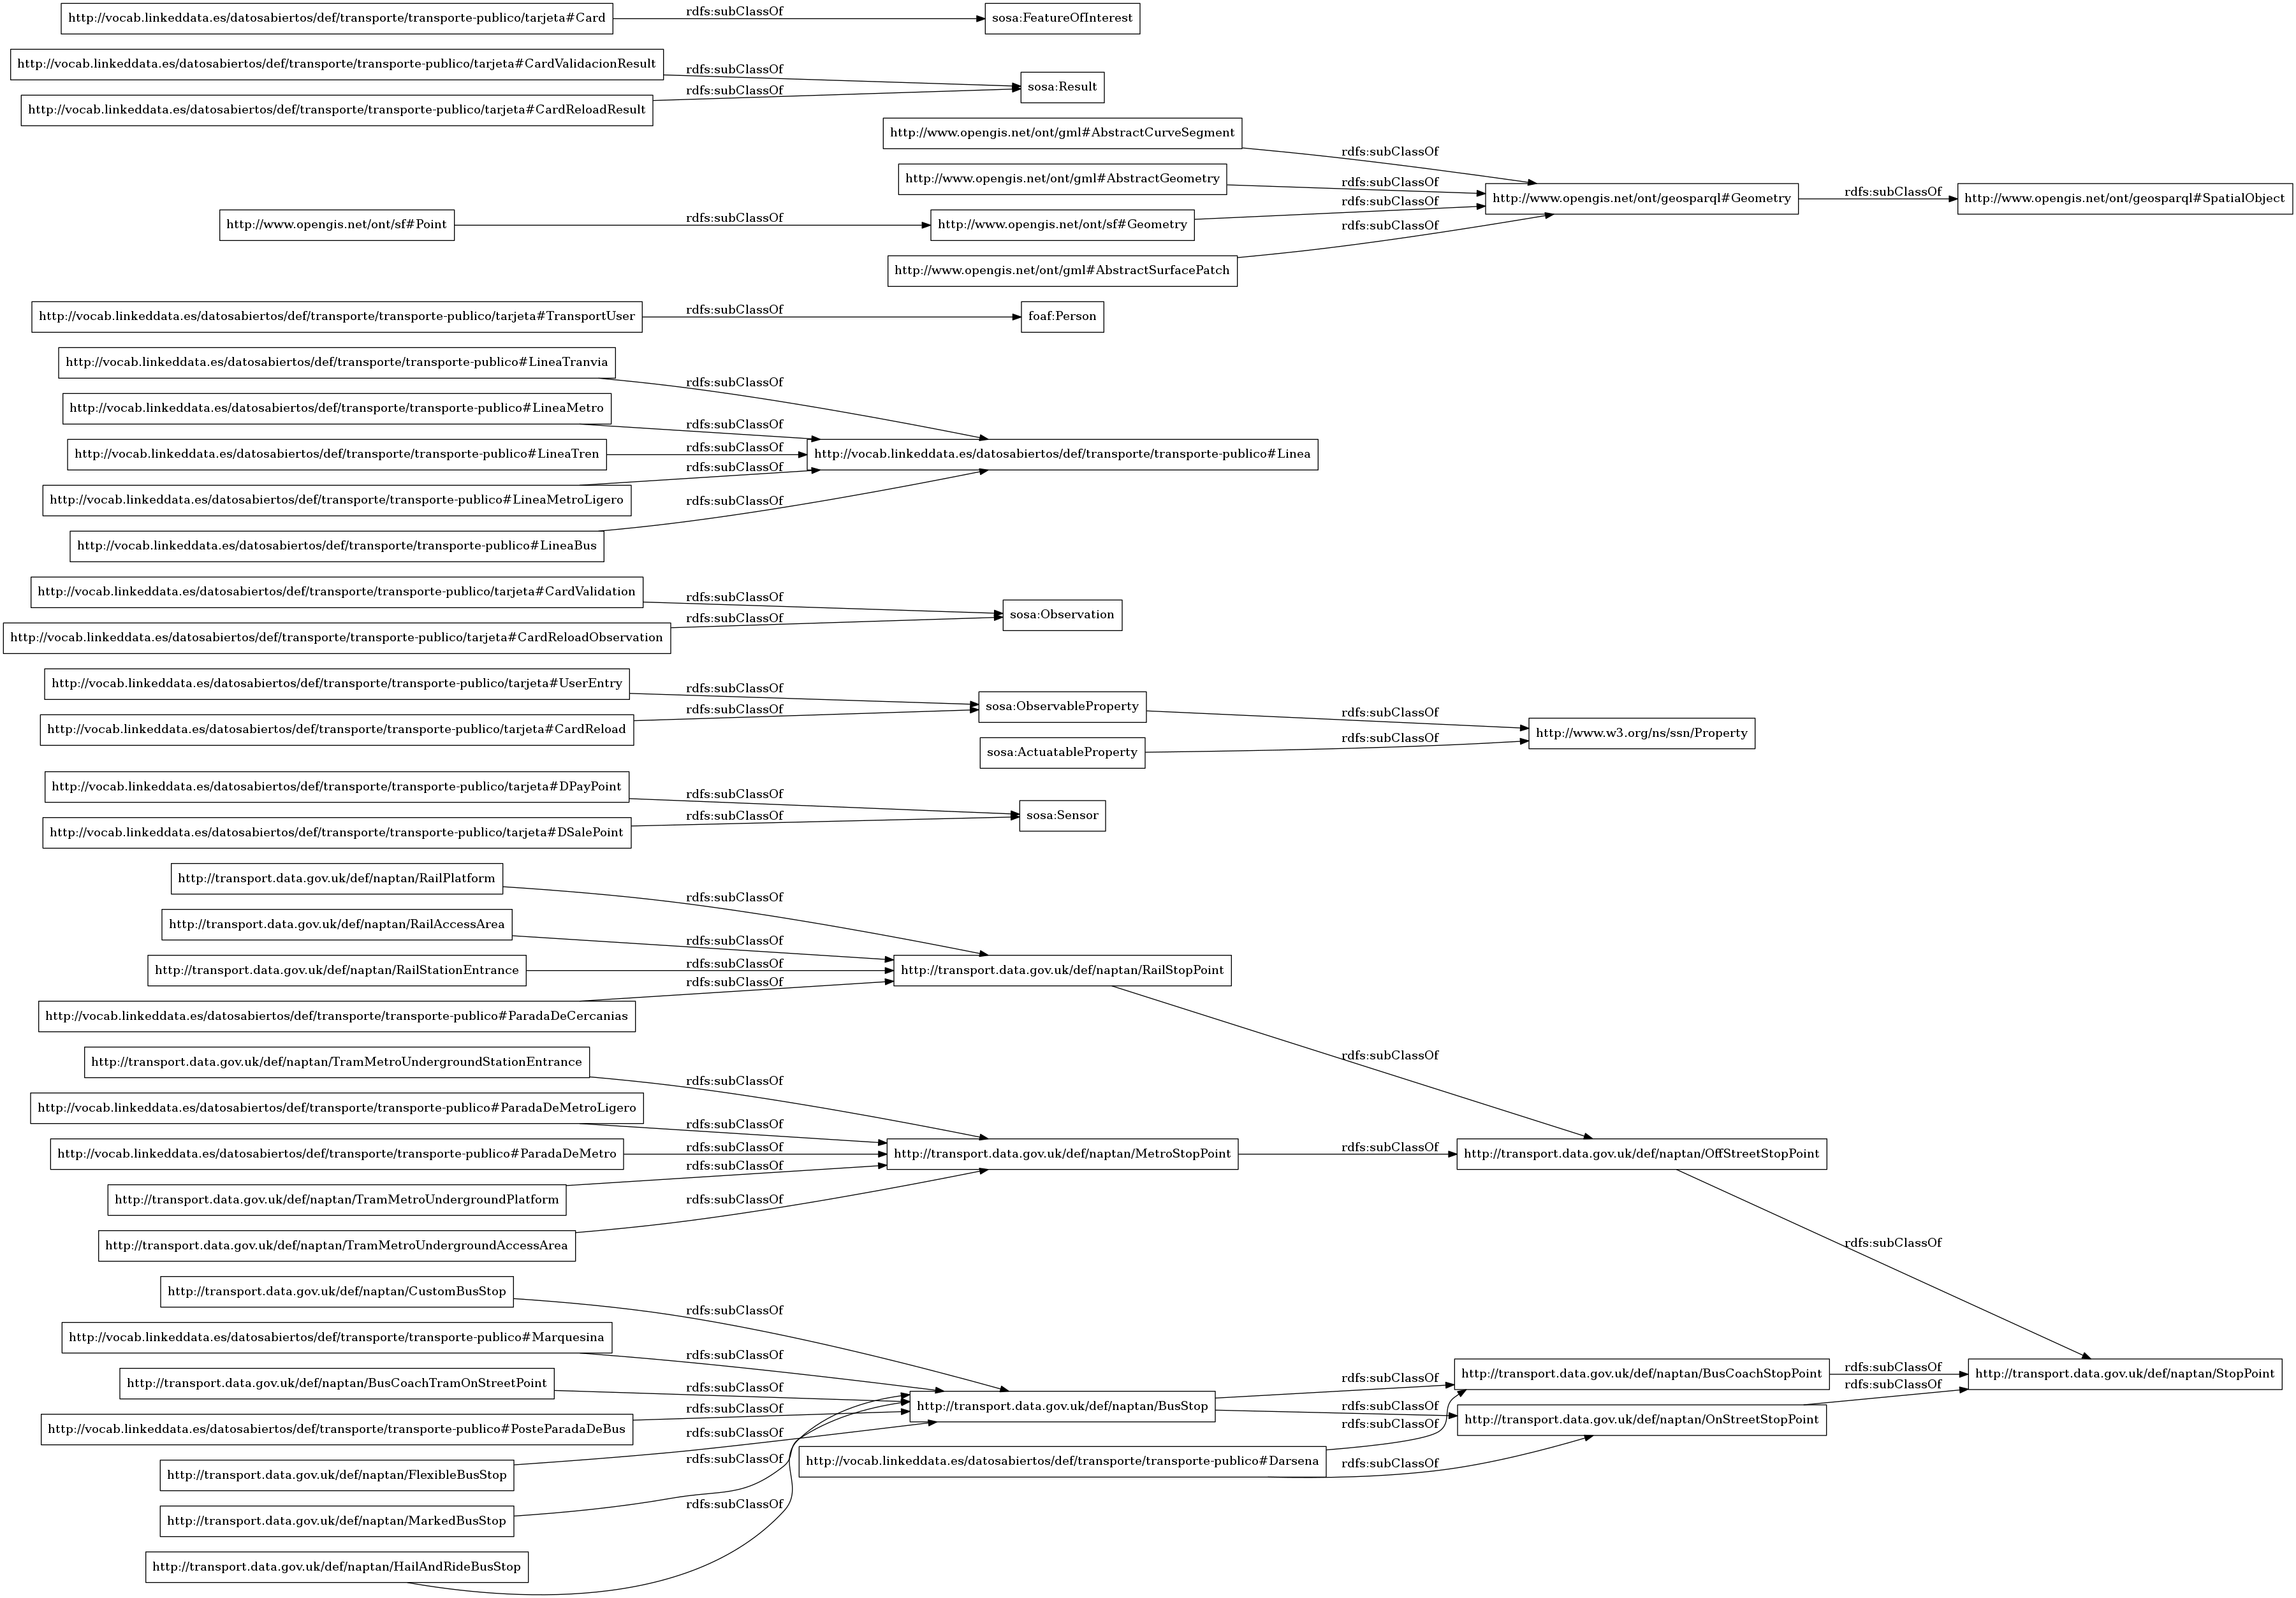 http://vocab.linkeddata.es/datosabiertos/def/transporte/transporte-publico/tarjeta#Card
rdfs:subClassOf
sosa:FeatureOfInterest
http://vocab.linkeddata.es/datosabiertos/def/transporte/transporte-publico/tarjeta#CardValidacionResult
rdfs:subClassOf
http://vocab.linkeddata.es/datosabiertos/def/transporte/transporte-publico/tarjeta#CardReloadResult
rdfs:subClassOf
sosa:Result
http://www.opengis.net/ont/gml#AbstractCurveSegment
rdfs:subClassOf
http://www.opengis.net/ont/gml#AbstractGeometry
rdfs:subClassOf
http://www.opengis.net/ont/sf#Point
rdfs:subClassOf
http://www.opengis.net/ont/sf#Geometry
rdfs:subClassOf
http://www.opengis.net/ont/gml#AbstractSurfacePatch
rdfs:subClassOf
http://www.opengis.net/ont/geosparql#Geometry
rdfs:subClassOf
http://www.opengis.net/ont/geosparql#SpatialObject
http://vocab.linkeddata.es/datosabiertos/def/transporte/transporte-publico/tarjeta#TransportUser
rdfs:subClassOf
foaf:Person
http://vocab.linkeddata.es/datosabiertos/def/transporte/transporte-publico#LineaTranvia
rdfs:subClassOf
http://vocab.linkeddata.es/datosabiertos/def/transporte/transporte-publico#LineaMetro
rdfs:subClassOf
http://vocab.linkeddata.es/datosabiertos/def/transporte/transporte-publico#LineaTren
rdfs:subClassOf
http://vocab.linkeddata.es/datosabiertos/def/transporte/transporte-publico#LineaMetroLigero
rdfs:subClassOf
http://vocab.linkeddata.es/datosabiertos/def/transporte/transporte-publico#LineaBus
rdfs:subClassOf
http://vocab.linkeddata.es/datosabiertos/def/transporte/transporte-publico#Linea
http://vocab.linkeddata.es/datosabiertos/def/transporte/transporte-publico/tarjeta#CardValidation
rdfs:subClassOf
http://vocab.linkeddata.es/datosabiertos/def/transporte/transporte-publico/tarjeta#CardReloadObservation
rdfs:subClassOf
sosa:Observation
http://vocab.linkeddata.es/datosabiertos/def/transporte/transporte-publico/tarjeta#UserEntry
rdfs:subClassOf
http://vocab.linkeddata.es/datosabiertos/def/transporte/transporte-publico/tarjeta#CardReload
rdfs:subClassOf
sosa:ObservableProperty
rdfs:subClassOf
sosa:ActuatableProperty
rdfs:subClassOf
http://www.w3.org/ns/ssn/Property
http://vocab.linkeddata.es/datosabiertos/def/transporte/transporte-publico/tarjeta#DPayPoint
rdfs:subClassOf
http://vocab.linkeddata.es/datosabiertos/def/transporte/transporte-publico/tarjeta#DSalePoint
rdfs:subClassOf
sosa:Sensor
http://transport.data.gov.uk/def/naptan/RailPlatform
rdfs:subClassOf
http://transport.data.gov.uk/def/naptan/RailAccessArea
rdfs:subClassOf
http://transport.data.gov.uk/def/naptan/RailStationEntrance
rdfs:subClassOf
http://vocab.linkeddata.es/datosabiertos/def/transporte/transporte-publico#ParadaDeCercanias
rdfs:subClassOf
http://transport.data.gov.uk/def/naptan/RailStopPoint
rdfs:subClassOf
http://transport.data.gov.uk/def/naptan/TramMetroUndergroundStationEntrance
rdfs:subClassOf
http://vocab.linkeddata.es/datosabiertos/def/transporte/transporte-publico#ParadaDeMetroLigero
rdfs:subClassOf
http://vocab.linkeddata.es/datosabiertos/def/transporte/transporte-publico#ParadaDeMetro
rdfs:subClassOf
http://transport.data.gov.uk/def/naptan/TramMetroUndergroundPlatform
rdfs:subClassOf
http://transport.data.gov.uk/def/naptan/TramMetroUndergroundAccessArea
rdfs:subClassOf
http://transport.data.gov.uk/def/naptan/MetroStopPoint
rdfs:subClassOf
http://transport.data.gov.uk/def/naptan/OffStreetStopPoint
rdfs:subClassOf
http://transport.data.gov.uk/def/naptan/CustomBusStop
rdfs:subClassOf
http://vocab.linkeddata.es/datosabiertos/def/transporte/transporte-publico#Marquesina
rdfs:subClassOf
http://transport.data.gov.uk/def/naptan/BusCoachTramOnStreetPoint
rdfs:subClassOf
http://vocab.linkeddata.es/datosabiertos/def/transporte/transporte-publico#PosteParadaDeBus
rdfs:subClassOf
http://transport.data.gov.uk/def/naptan/FlexibleBusStop
rdfs:subClassOf
http://transport.data.gov.uk/def/naptan/MarkedBusStop
rdfs:subClassOf
http://transport.data.gov.uk/def/naptan/HailAndRideBusStop
rdfs:subClassOf
http://transport.data.gov.uk/def/naptan/BusStop
rdfs:subClassOf
rdfs:subClassOf
http://vocab.linkeddata.es/datosabiertos/def/transporte/transporte-publico#Darsena
rdfs:subClassOf
rdfs:subClassOf
http://transport.data.gov.uk/def/naptan/BusCoachStopPoint
rdfs:subClassOf
http://transport.data.gov.uk/def/naptan/OnStreetStopPoint
rdfs:subClassOf
http://transport.data.gov.uk/def/naptan/StopPoint